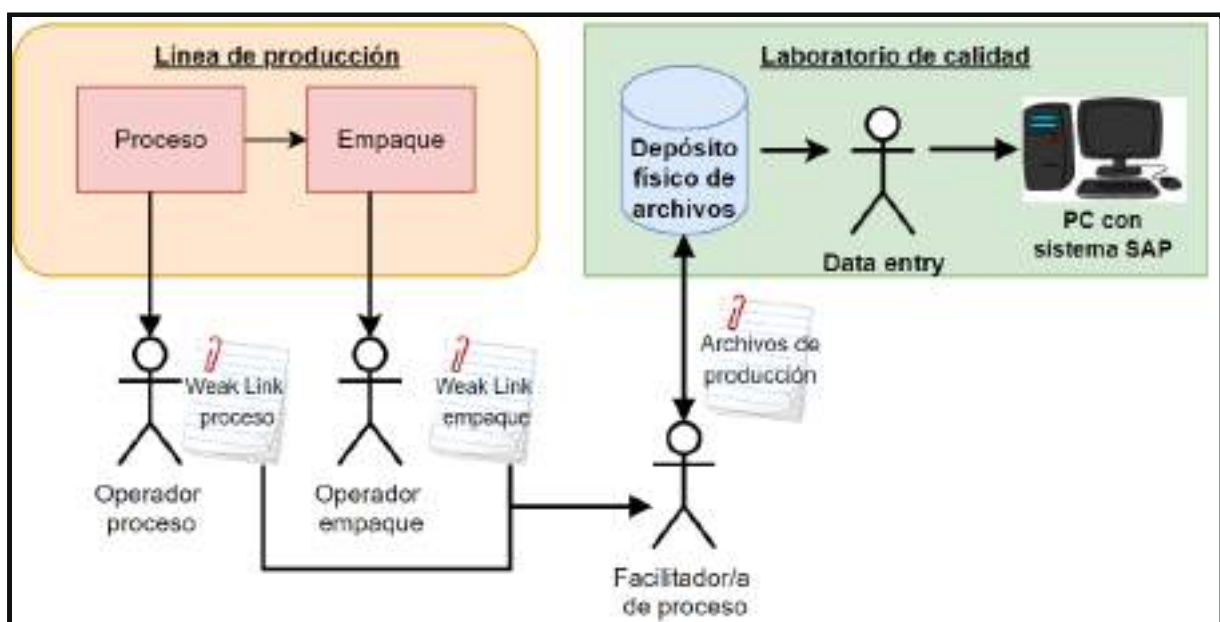 Línea de producción
Proceso
Empaque
Laboratorio de calidad
Depósito
físico de
archivos
Data entry
PC con
sistema SAP
Weak Link
proceso
Weak Link
empaque
Archivos de
producción
Operador
proceso
Operador
empaque
Facilitador/a
de proceso